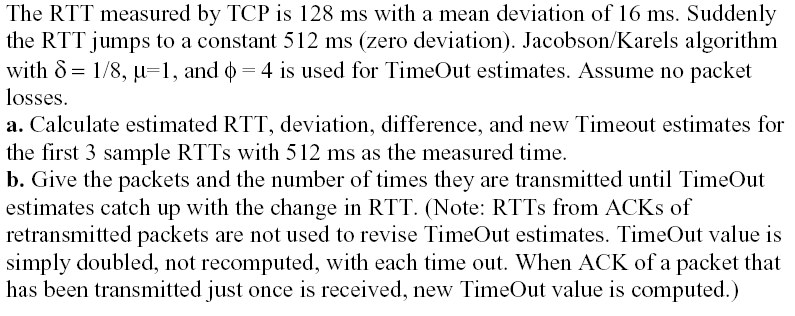 The RTT measured by TCP is 128 ms with a mean deviation of 16 ms. Suddenly
the RTT jumps to a constant 512 ms (zero deviation). Jacobson/Karels algorithm
with δ = 1/8, μ=1, and ϕ = 4 is used for TimeOut estimates. Assume no packet
losses.
a. Calculate estimated RTT, deviation, difference, and new Timeout estimates for
the first 3 sample RTTs with 512 ms as the measured time.
b. Give the packets and the number of times they are transmitted until TimeOut
estimates catch up with the change in RTT. (Note: RTTs from ACKs of
retransmitted packets are not used to revise TimeOut estimates. TimeOut value is
simply doubled, not recomputed, with each time out. When ACK of a packet that
has been transmitted just once is received, new TimeOut value is computed.)